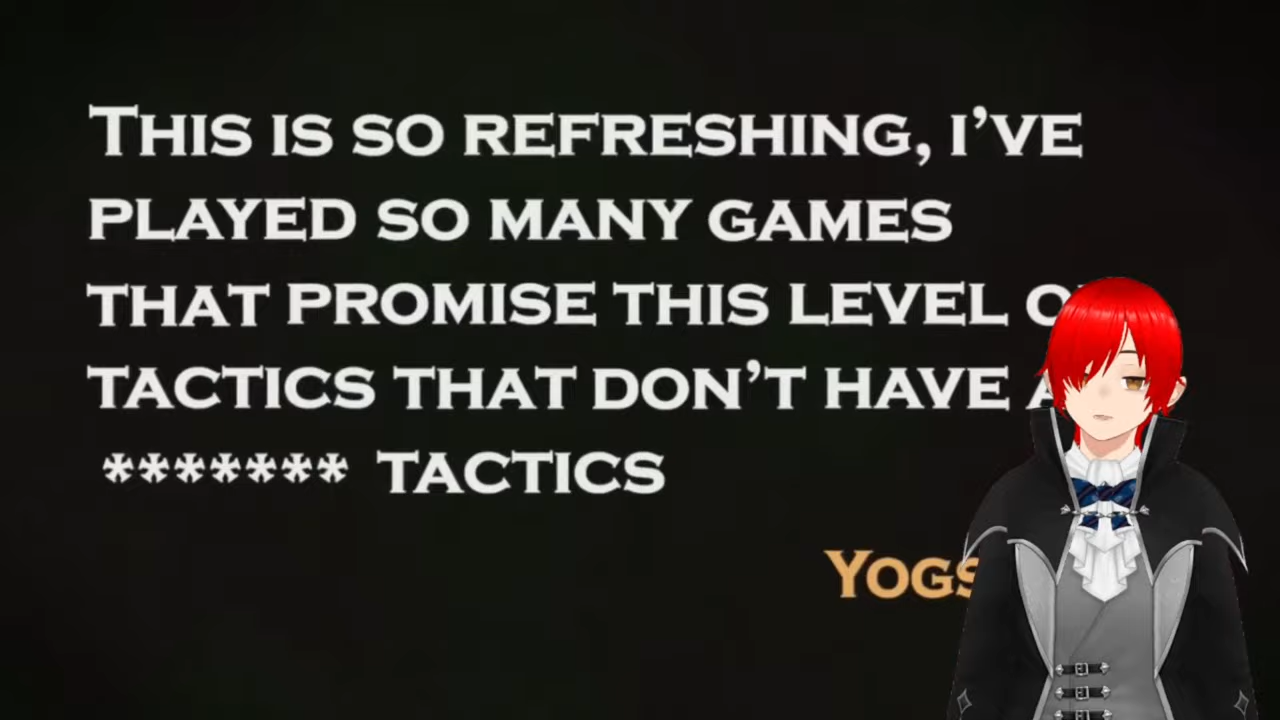 This is so refreshing, i’ve
played so many games
that promise this level
tactics that don’t have
******* tactics